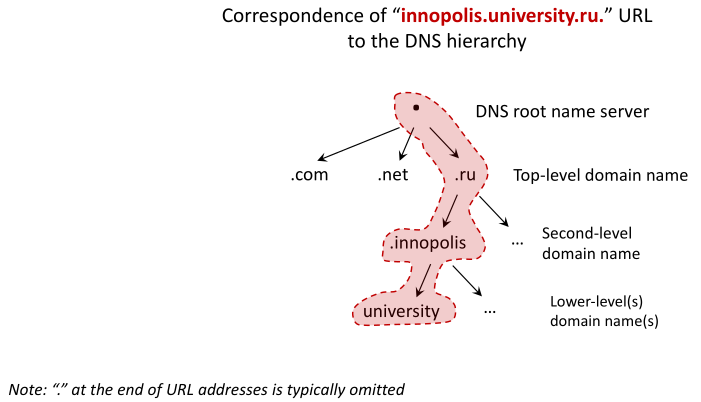 Correspondence of “innopolis.university.ru.” URL
to the DNS hierarchy
DNS root name server
.com
.net
.ru
Top-level domain name
.innopolis
...
Second-level
domain name
university
...
Lower-level(s)
domain name(s)
Note: “.” at the end of URL addresses is typically omitted